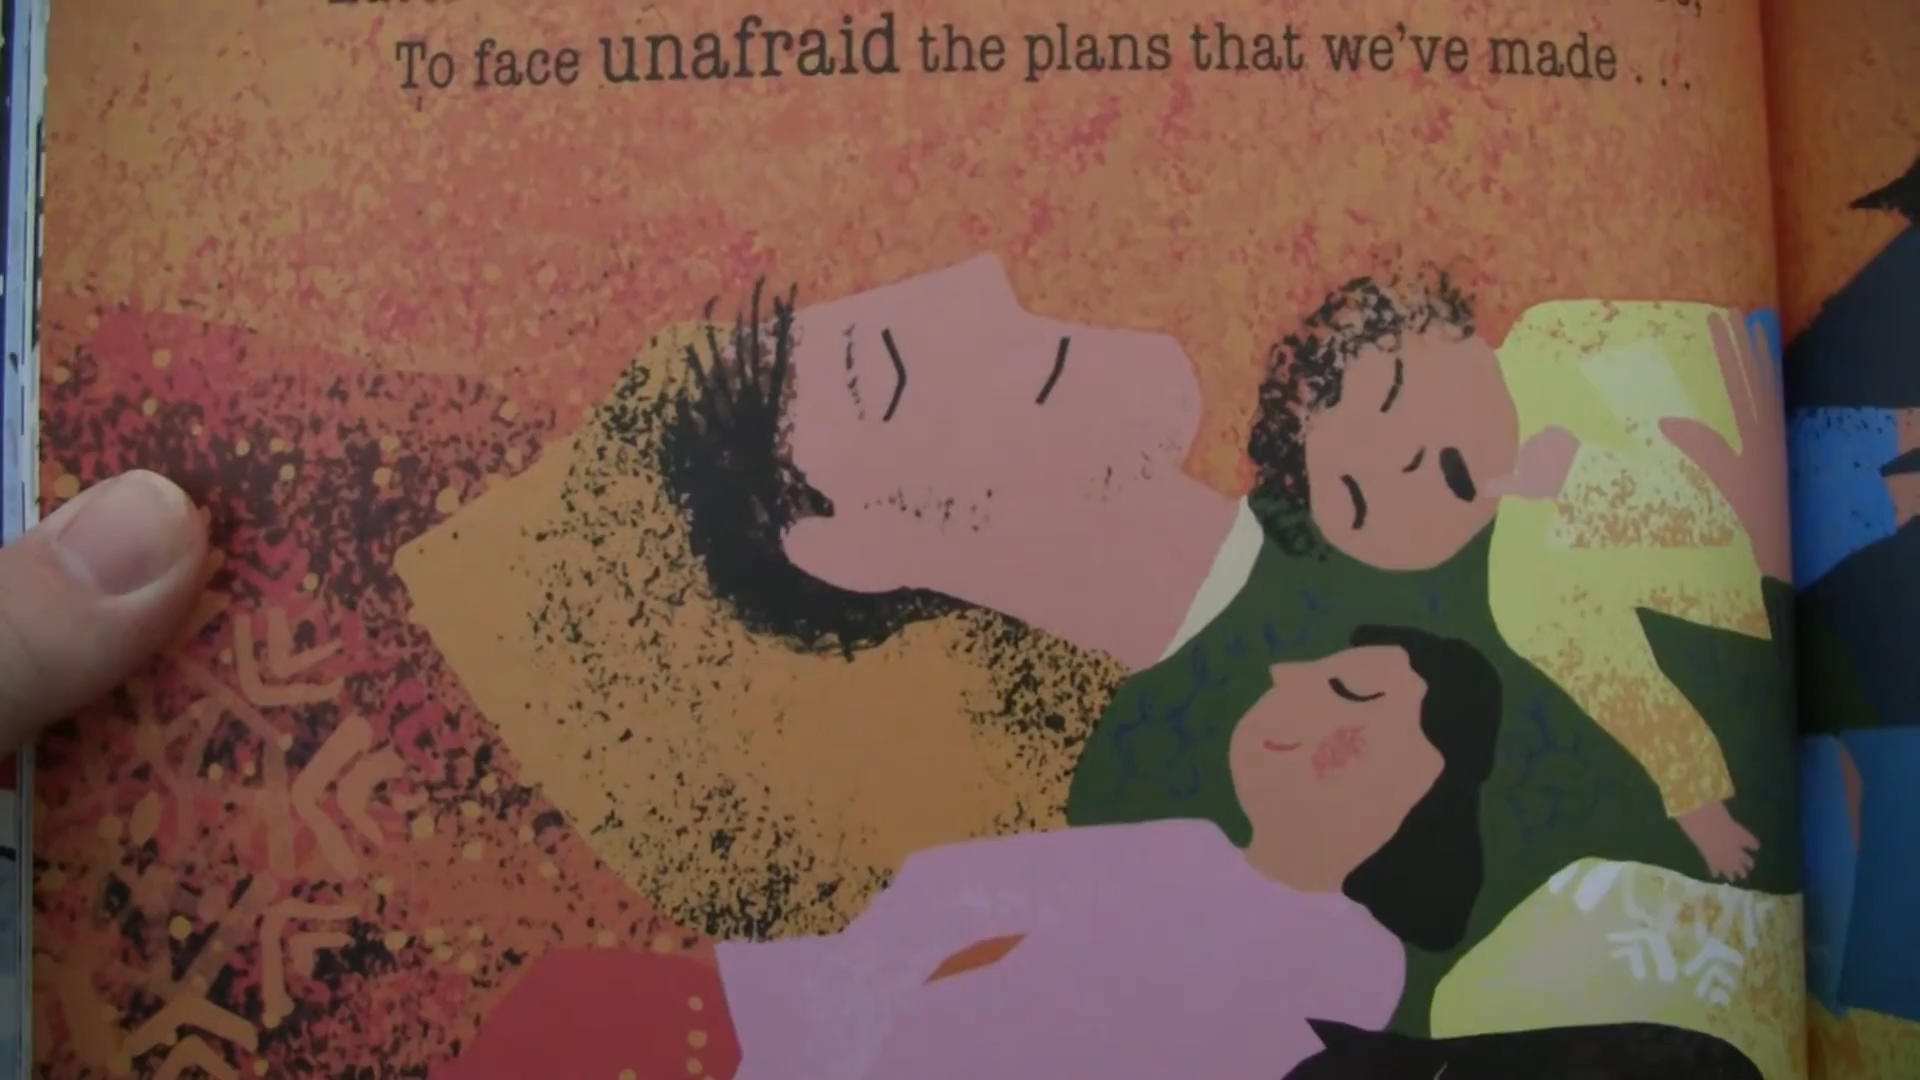 To face unafraid the plans that we've made . . .